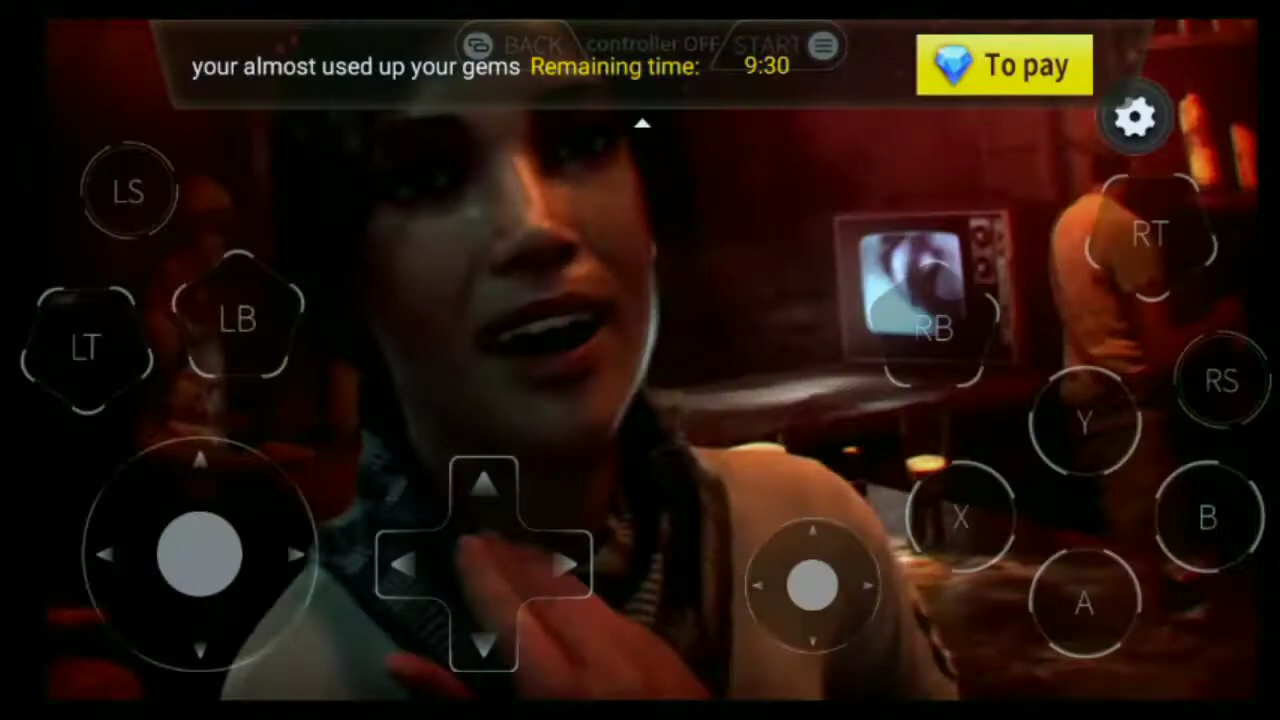 BACK controller OFF START
your almost used up your gems Remaining time: 9:30
To pay
LS
RT
LB
LT
RB
RS
Y
X
B
A